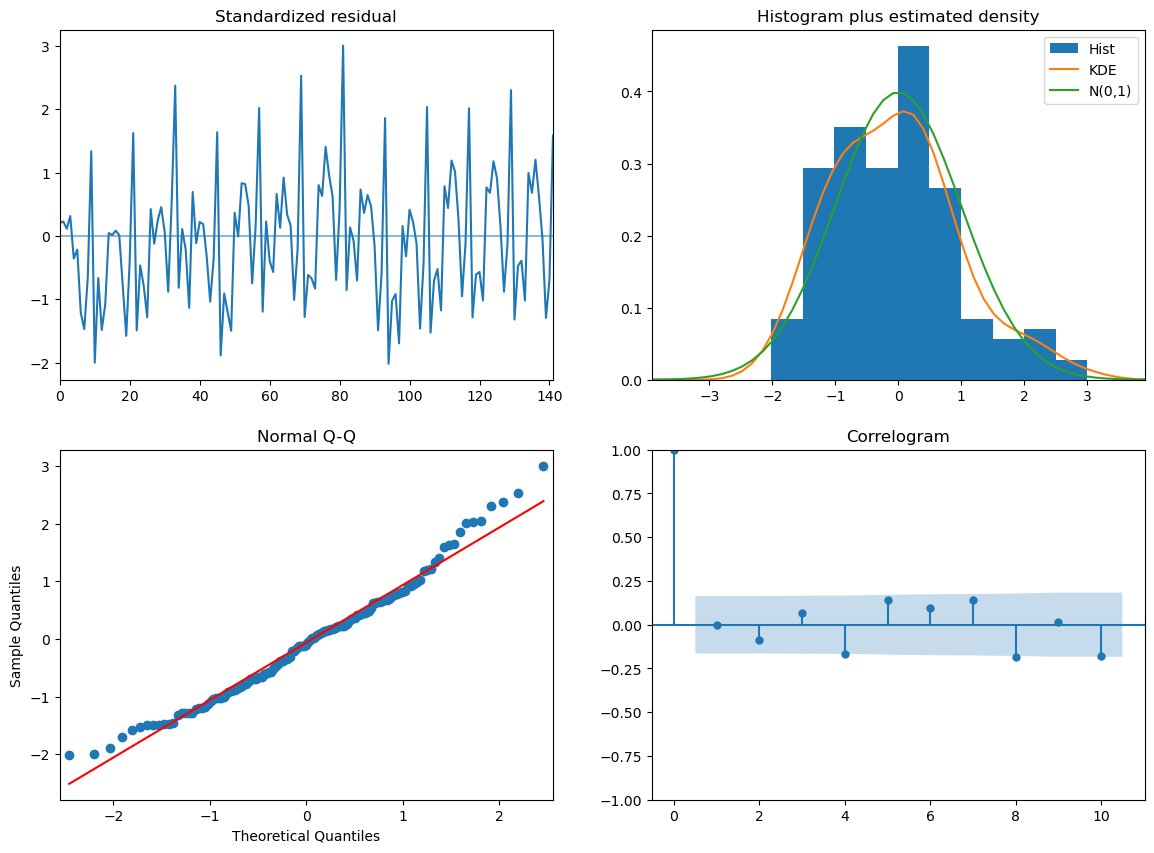 Standardized residual
3
2
1
0
−1
−2
0 20 40 60 80 100 120 140
Histogram plus estimated density
Hist
KDE
N(0,1)
0.4
0.3
0.2
0.1
0.0
−3 −2 −1 0 1 2 3
Normal Q-Q
Sample Quantiles
3
2
1
0
−1
−2
−2 −1 0 1 2
Theoretical Quantiles
Correlogram
1.00
0.75
0.50
0.25
0.00
−0.25
−0.50
−0.75
−1.00
0 2 4 6 8 10